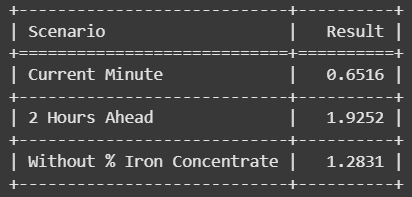 +----------------------------+----------+
| Scenario                   |   Result |
+============================+==========+
| Current Minute             |   0.6516 |
+----------------------------+----------+
| 2 Hours Ahead              |   1.9252 |
+----------------------------+----------+
| Without % Iron Concentrate |   1.2831 |
+----------------------------+----------+